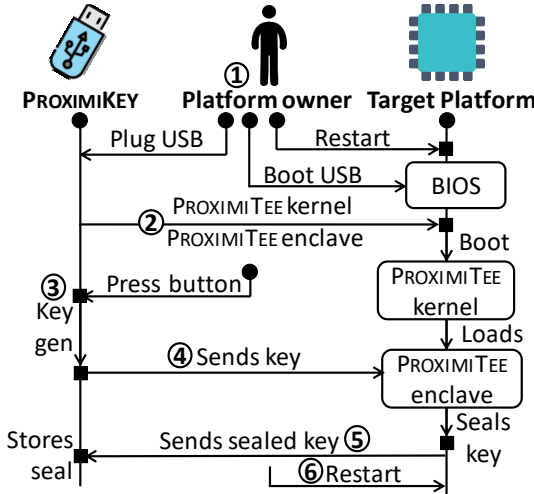 ①
PROXIMIKEY Platform owner Target Platform
Plug USB
Restart
Boot USB
BIOS
② PROXIMITEE kernel
PROXIMITEE enclave
Boot
③ Press button
Key
gen
PROXIMITEE
kernel
Loads
④ Sends key
PROXIMITEE
enclave
Seals
key
Stores
seal
Sends sealed key ⑤
⑥ Restart